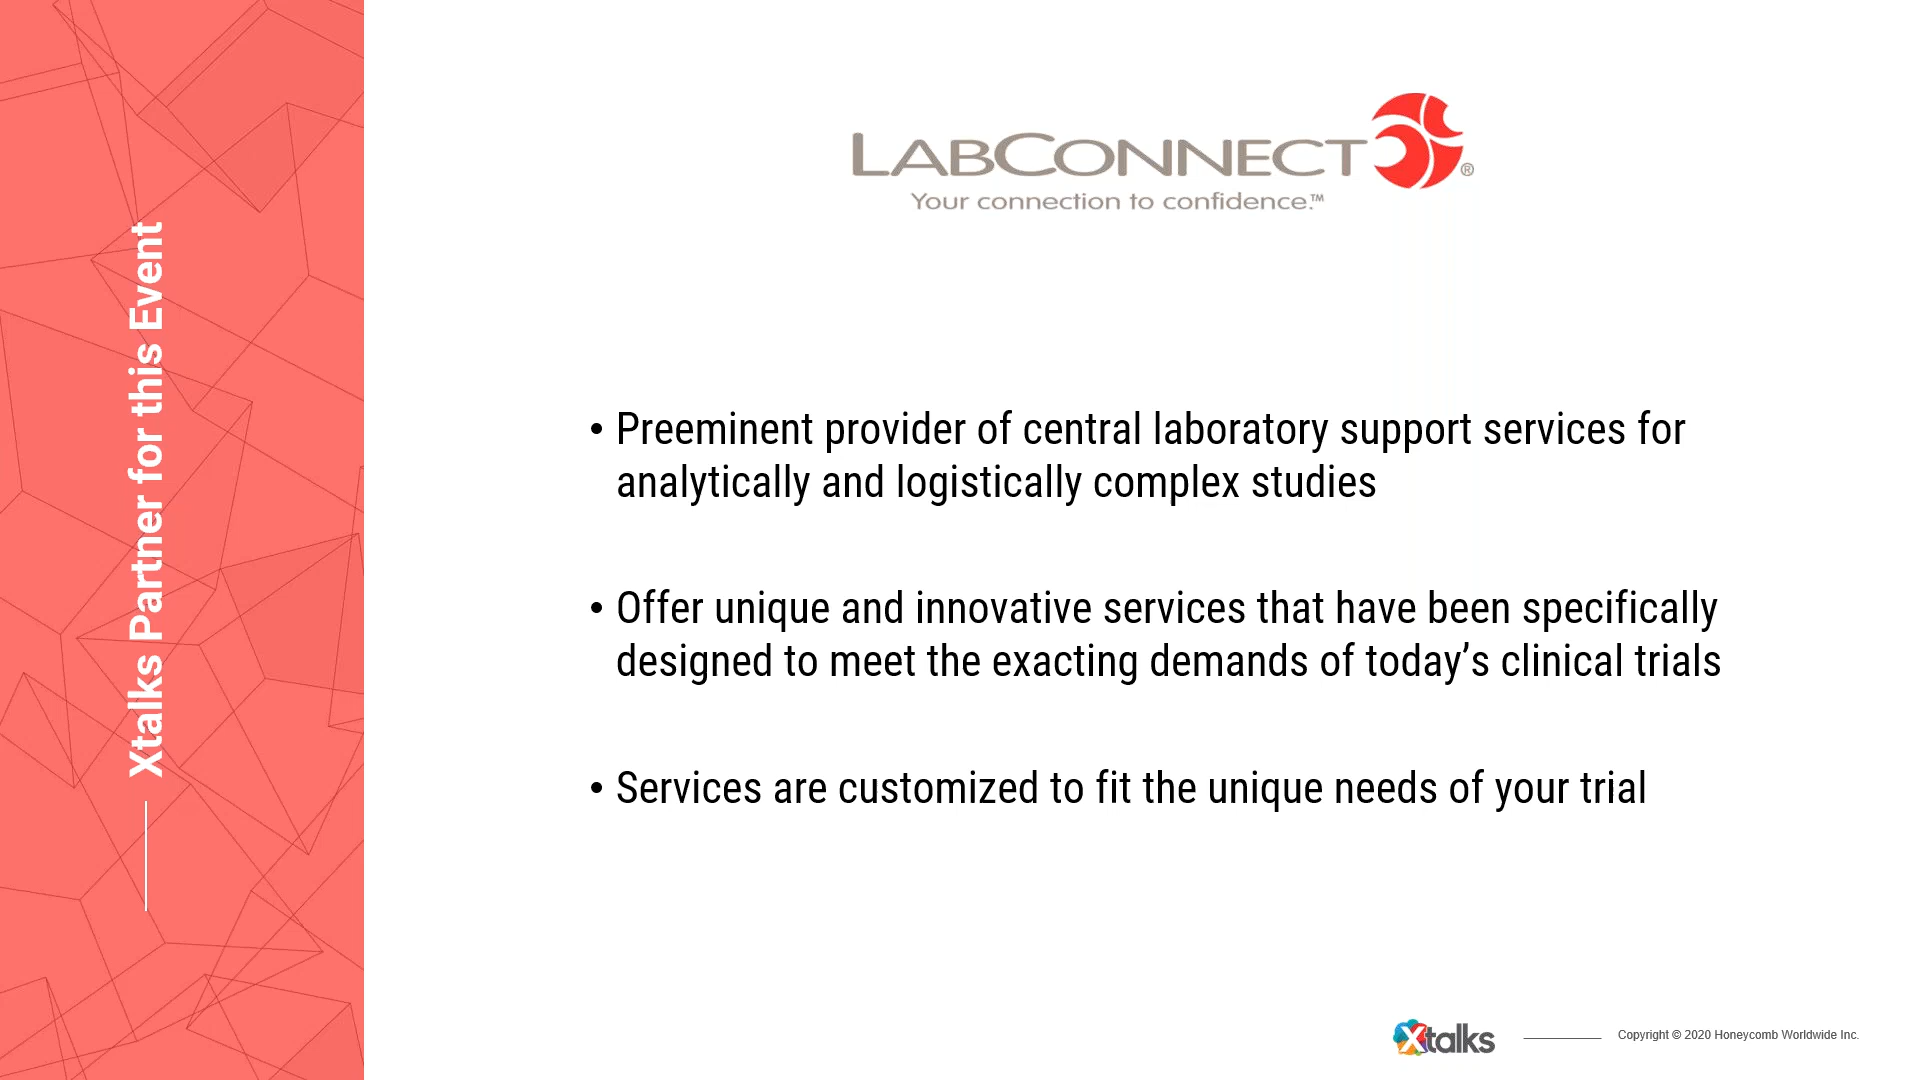 Xtalks Partner for this Event
LABCONNECT®
Your connection to confidence.™
• Preeminent provider of central laboratory support services for
analytically and logistically complex studies
• Offer unique and innovative services that have been specifically
designed to meet the exacting demands of today’s clinical trials
• Services are customized to fit the unique needs of your trial
Xtalks
Copyright © 2020 Honeycomb Worldwide Inc.